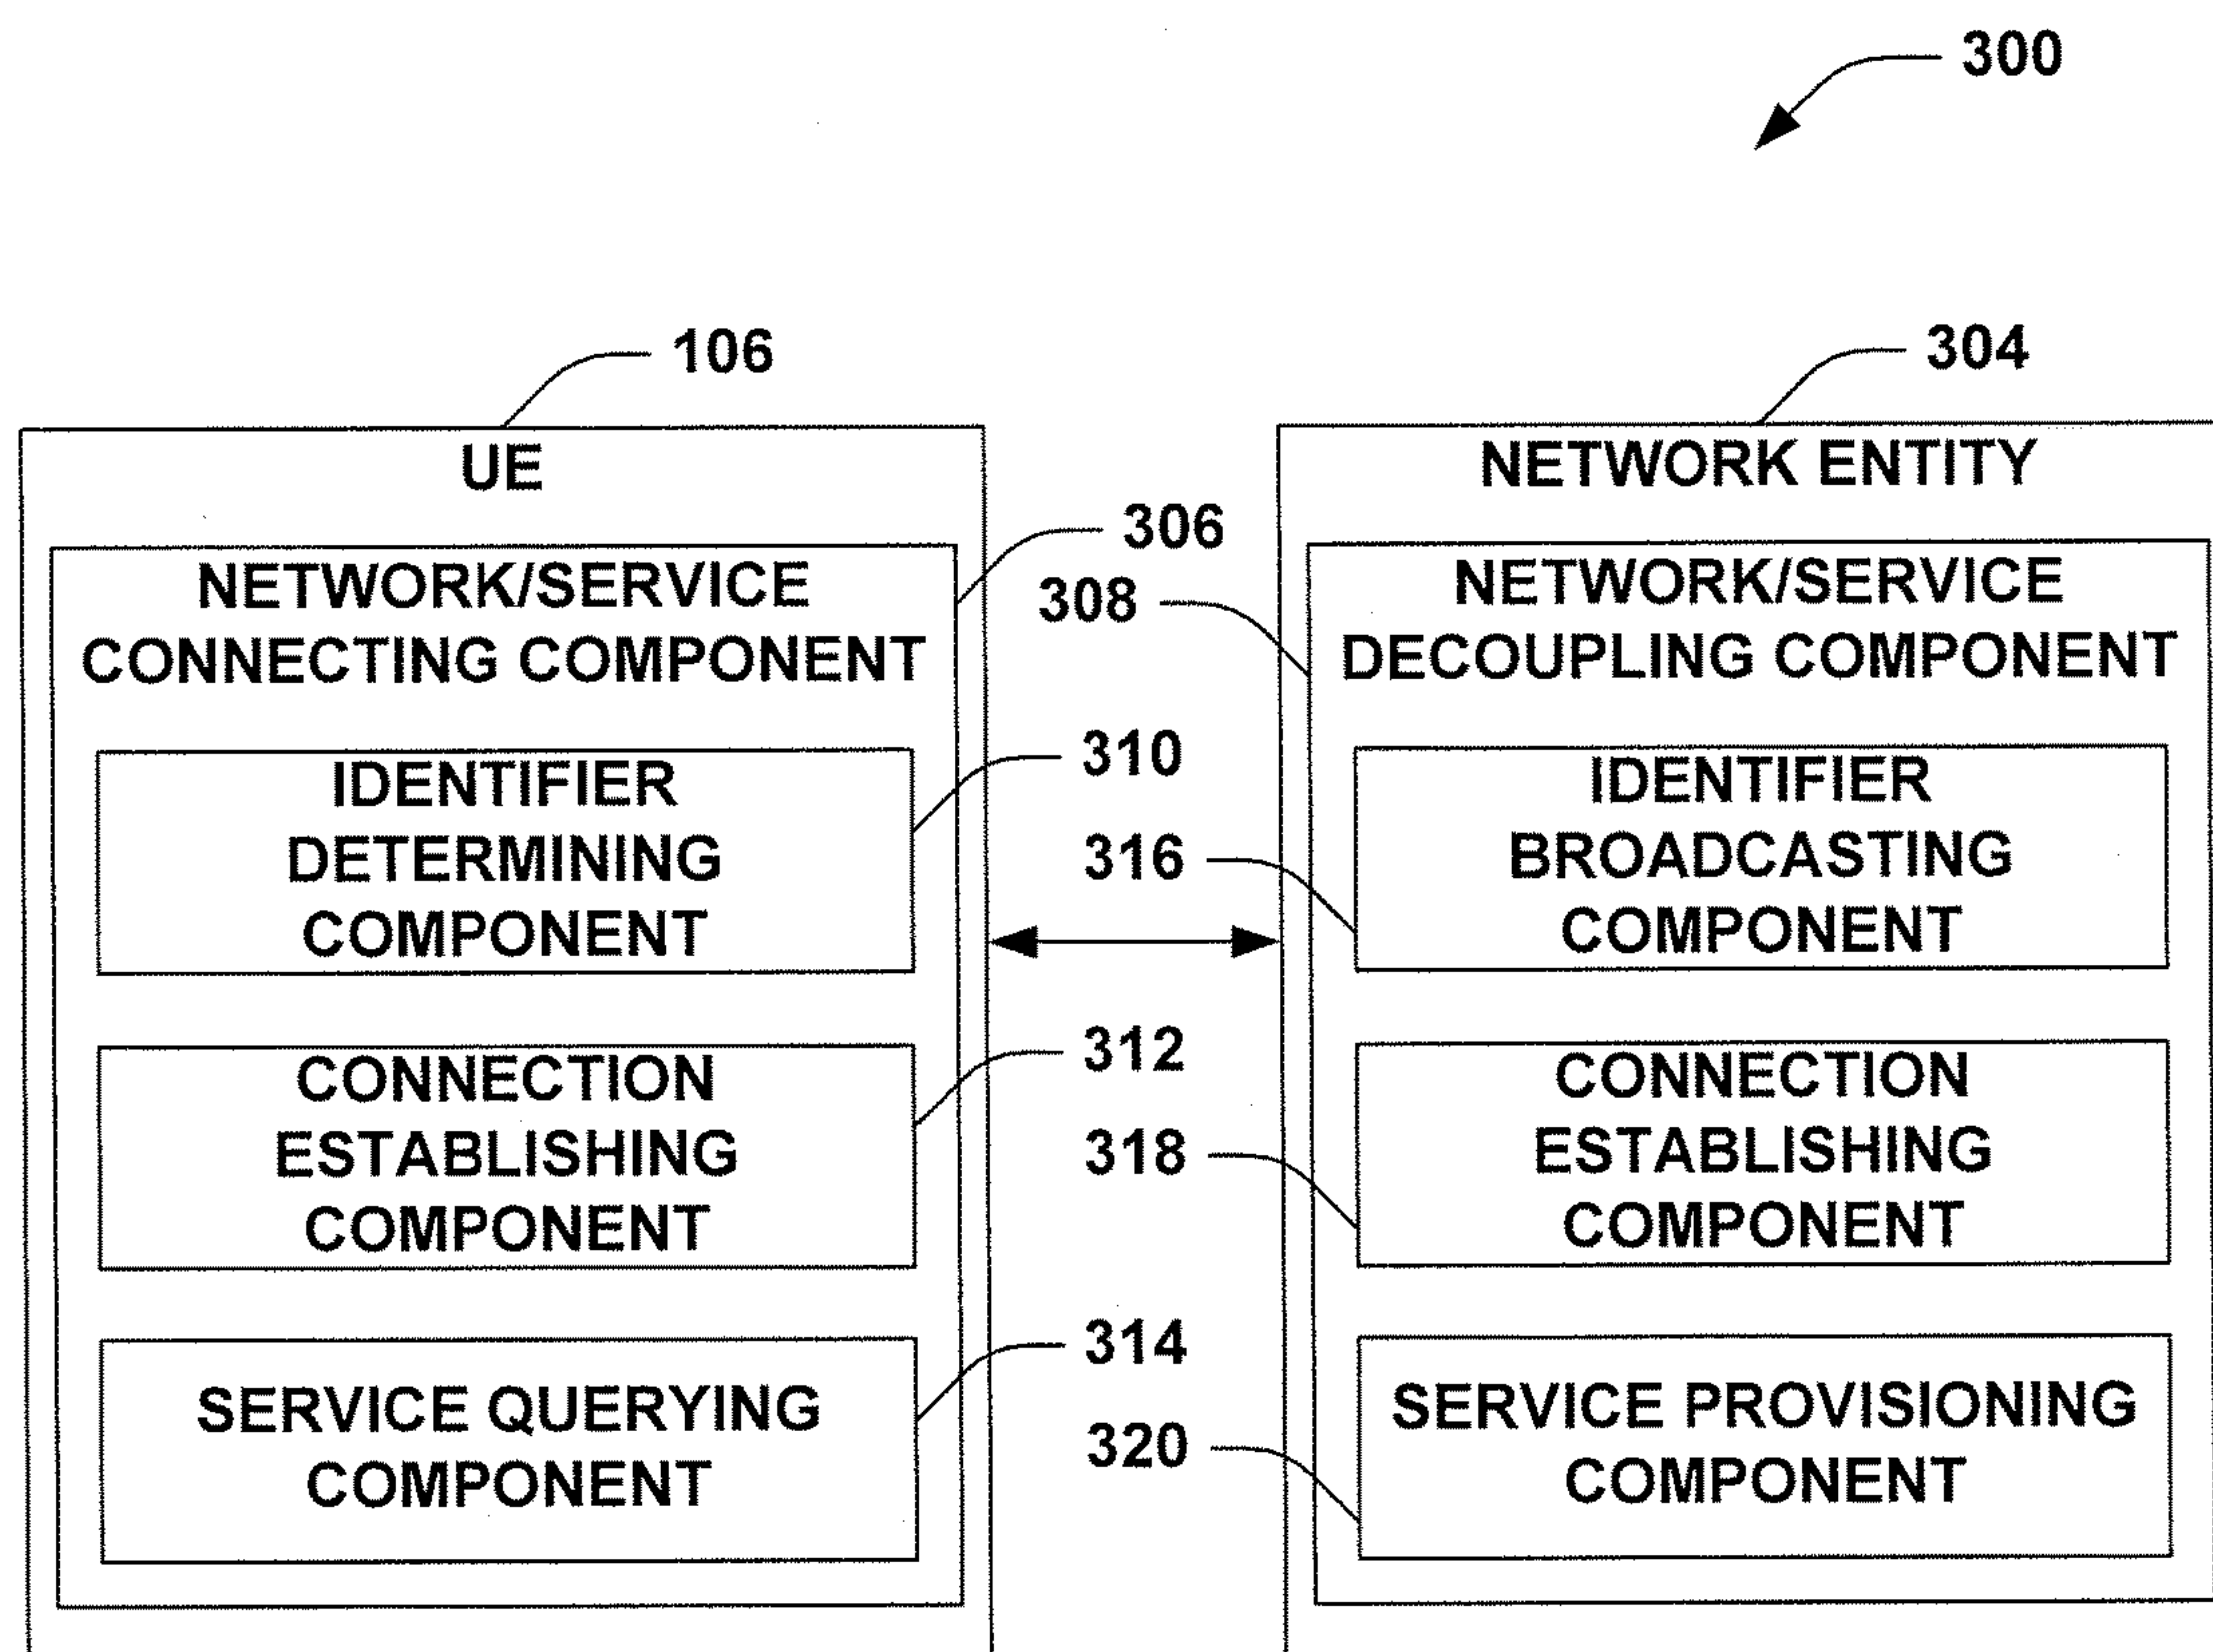 300
106
304
UE
NETWORK/SERVICE
CONNECTING COMPONENT
IDENTIFIER
DETERMINING
COMPONENT
CONNECTION
ESTABLISHING
COMPONENT
SERVICE QUERYING
COMPONENT
306
308
310
316
312
318
314
320
NETWORK ENTITY
NETWORK/SERVICE
DECOUPLING COMPONENT
IDENTIFIER
BROADCASTING
COMPONENT
CONNECTION
ESTABLISHING
COMPONENT
SERVICE PROVISIONING
COMPONENT